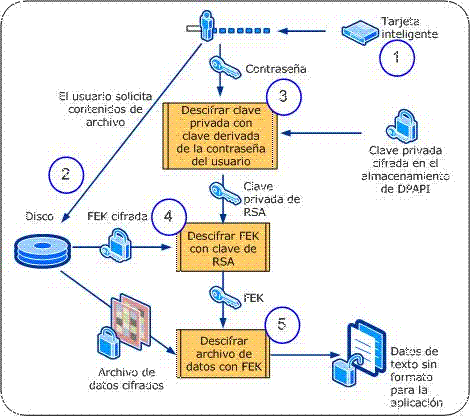 Tarjeta
inteligente
1
Contraseña
3
El usuario solicita
contenidos de
archivo
Descifrar clave
privada con
clave derivada
de la contraseña
del usuario
Clave privada
cifrada en el
almacenamiento
de DPAPI
2
Clave
privada de
RSA
Disco
FEK cifrada
4
Descifrar FEK
con clave de
RSA
FEK
5
Descifrar
archivo de
datos con FEK
Archivo de
datos cifrados
Datos de
texto sin
formato
para la
aplicación